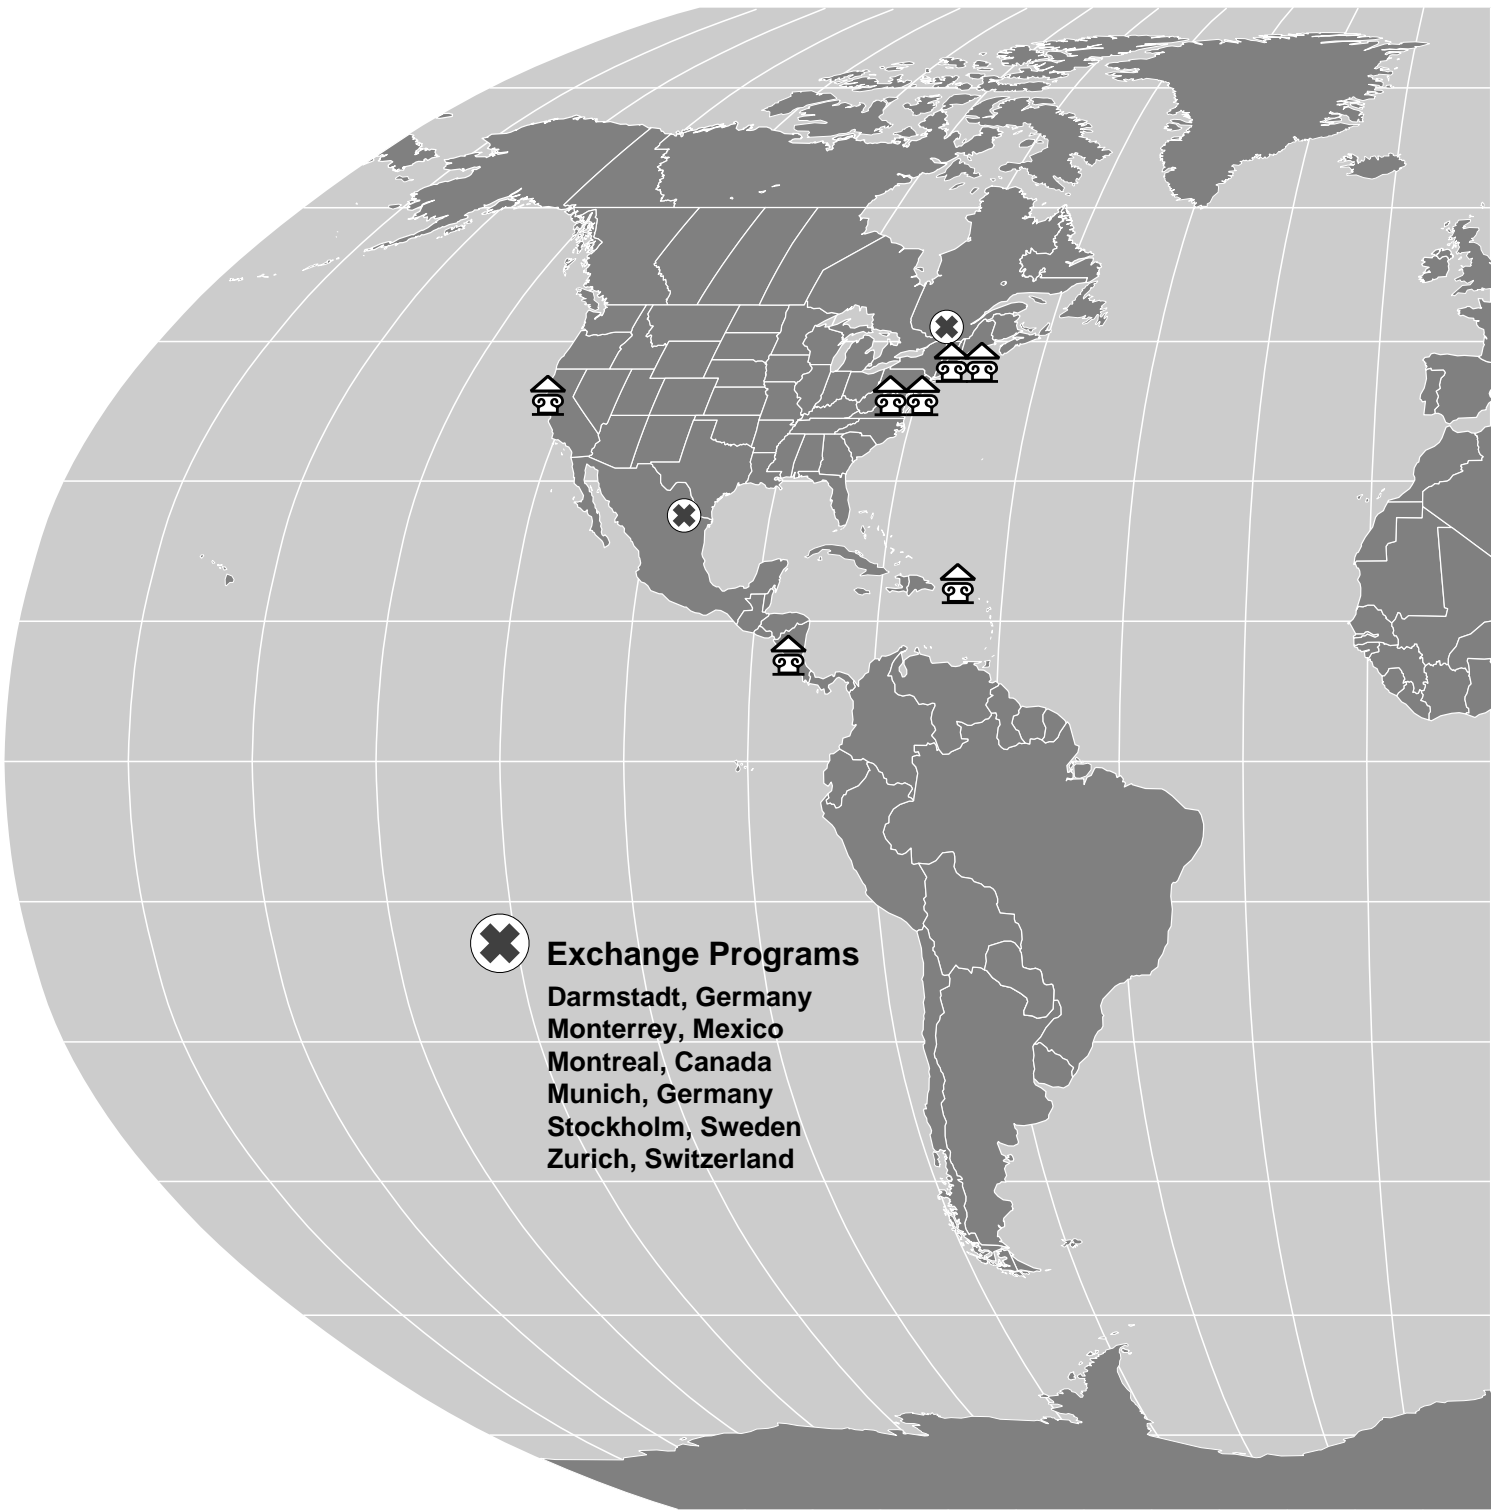 Exchange Programs
Darmstadt, Germany
Monterrey, Mexico
Montreal, Canada
Munich, Germany
Stockholm, Sweden
Zurich, Switzerland